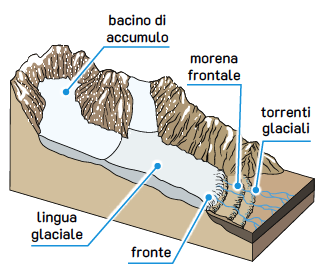 bacino di
accumulo
morena
frontale
torrenti
glaciali
lingua
glaciale
fronte